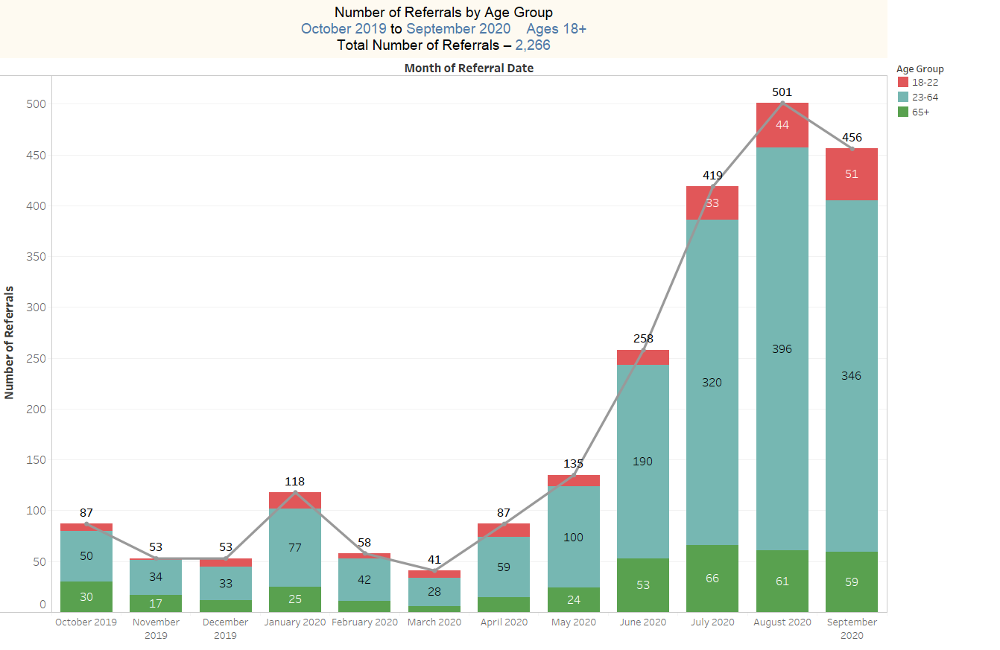 Number of Referrals by Age Group
October 2019 to September 2020 Ages 18+
Total Number of Referrals – 2,266
Month of Referral Date
Age Group
18-22
23-64
65+
Number of Referrals
500
450
400
350
300
250
200
150
100
50
0
87
50
30
53
34
17
53
33
118
77
25
58
42
41
28
87
59
135
100
24
258
190
53
419
33
320
66
501
44
396
61
456
51
346
59
October 2019
November
2019
December
2019
January 2020
February 2020
March 2020
April 2020
May 2020
June 2020
July 2020
August 2020
September
2020